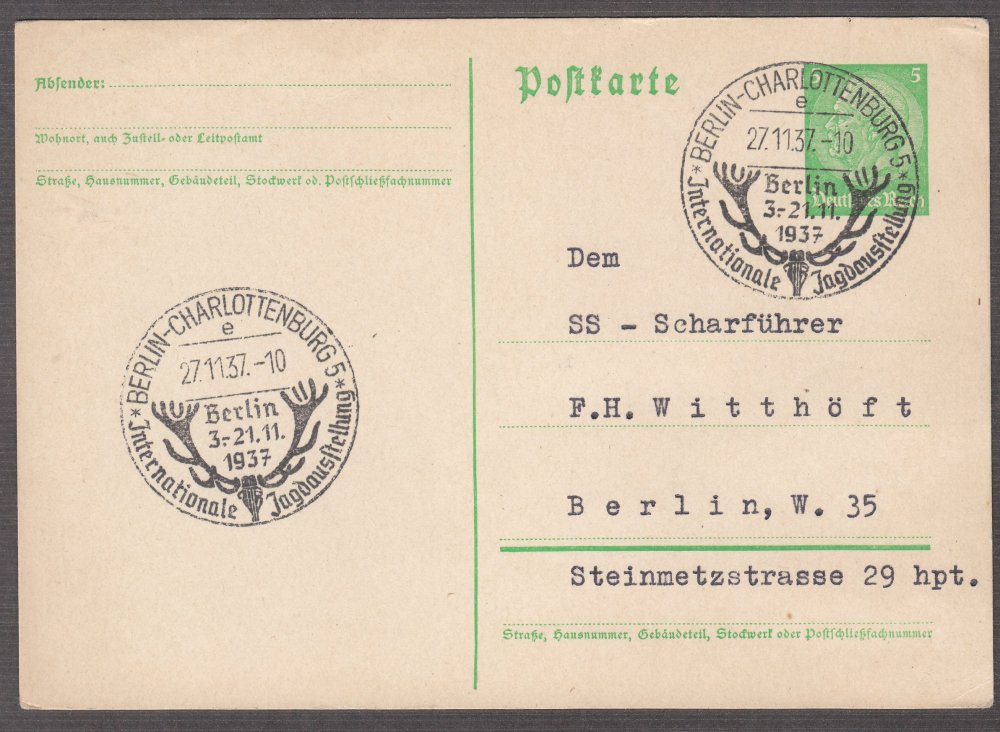 Absender:
Wohnort, auch Zustell- oder Leitpostamt
Straße, Hausnummer, Gebäudeteil, Stockwerk od. Postschließfachnummer
BERLIN-CHARLOTTENBURG 5
e
27.11.37.-10
Berlin
3.-21.11.
1937
* Internationale Jagdausstellung *
Postkarte
5 5
Deutsches Reich
BERLIN-CHARLOTTENBURG 5
e
27.11.37.-10
Berlin
3.-21.11.
1937
* Internationale Jagdausstellung *
Dem
SS - Scharführer
F.H. Witthöft
Berlin, W. 35
Steinmetzstrasse 29 hpt.
Straße, Hausnummer, Gebäudeteil, Stockwerk oder Postschließfachnummer